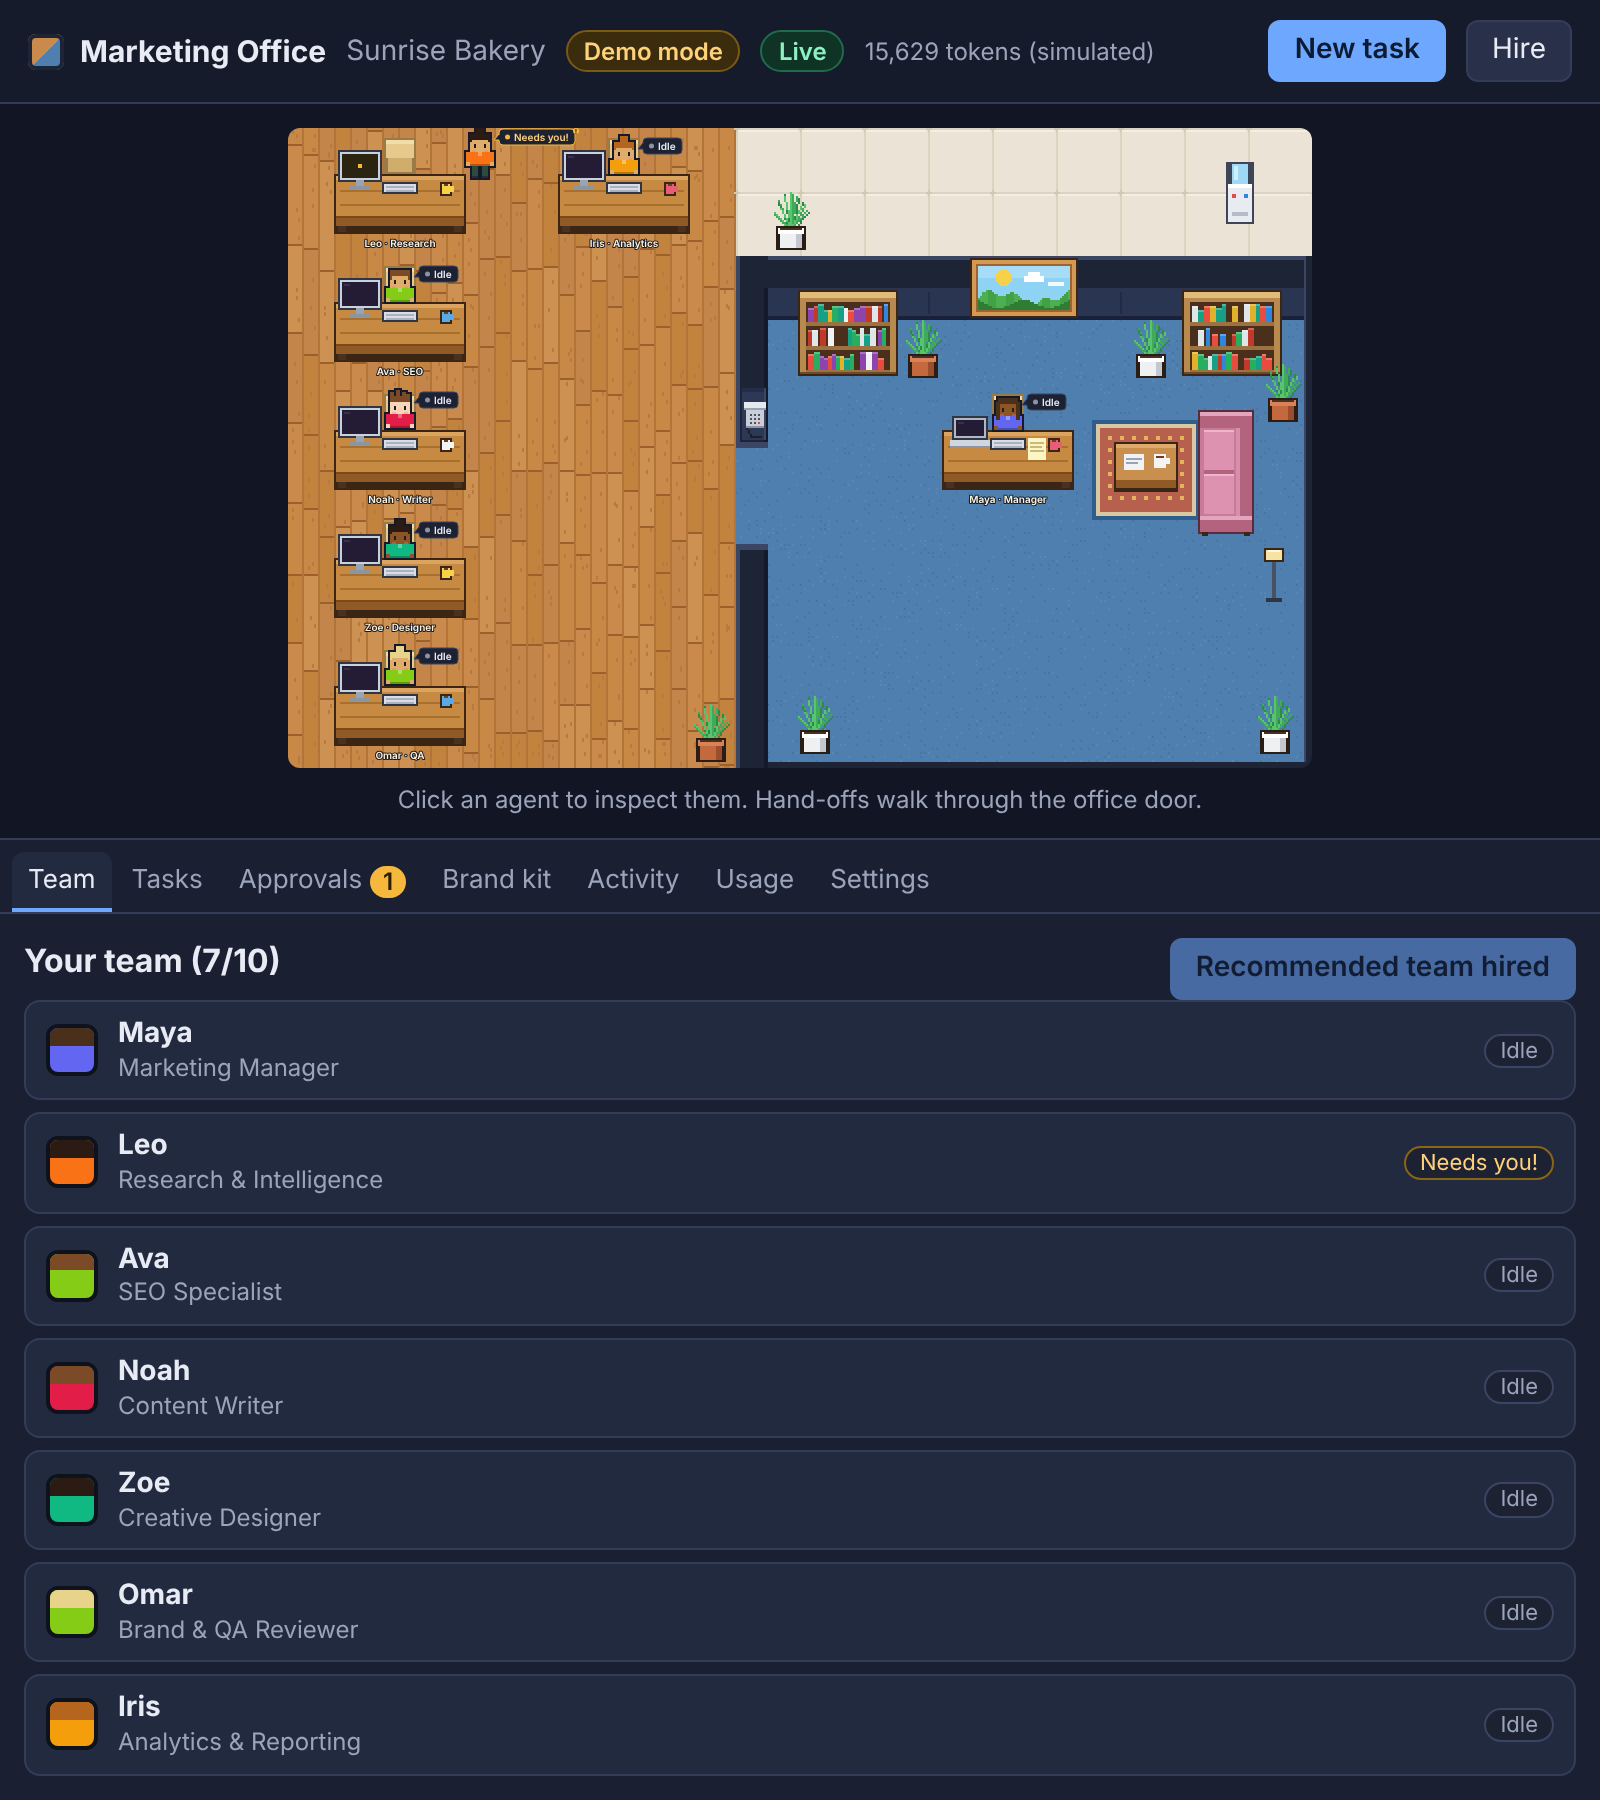 Marketing Office Sunrise Bakery Demo mode Live 15,629 tokens (simulated) New task Hire
Needs you!
Idle
Leo · Research
Iris · Analytics
Idle
Ava · SEO
Idle
Noah · Writer
Idle
Maya · Manager
Idle
Zoe · Designer
Idle
Omar · QA
Click an agent to inspect them. Hand-offs walk through the office door.
Team Tasks Approvals 1 Brand kit Activity Usage Settings
Your team (7/10) Recommended team hired
Maya
Marketing Manager
Idle
Leo
Research & Intelligence
Needs you!
Ava
SEO Specialist
Idle
Noah
Content Writer
Idle
Zoe
Creative Designer
Idle
Omar
Brand & QA Reviewer
Idle
Iris
Analytics & Reporting
Idle